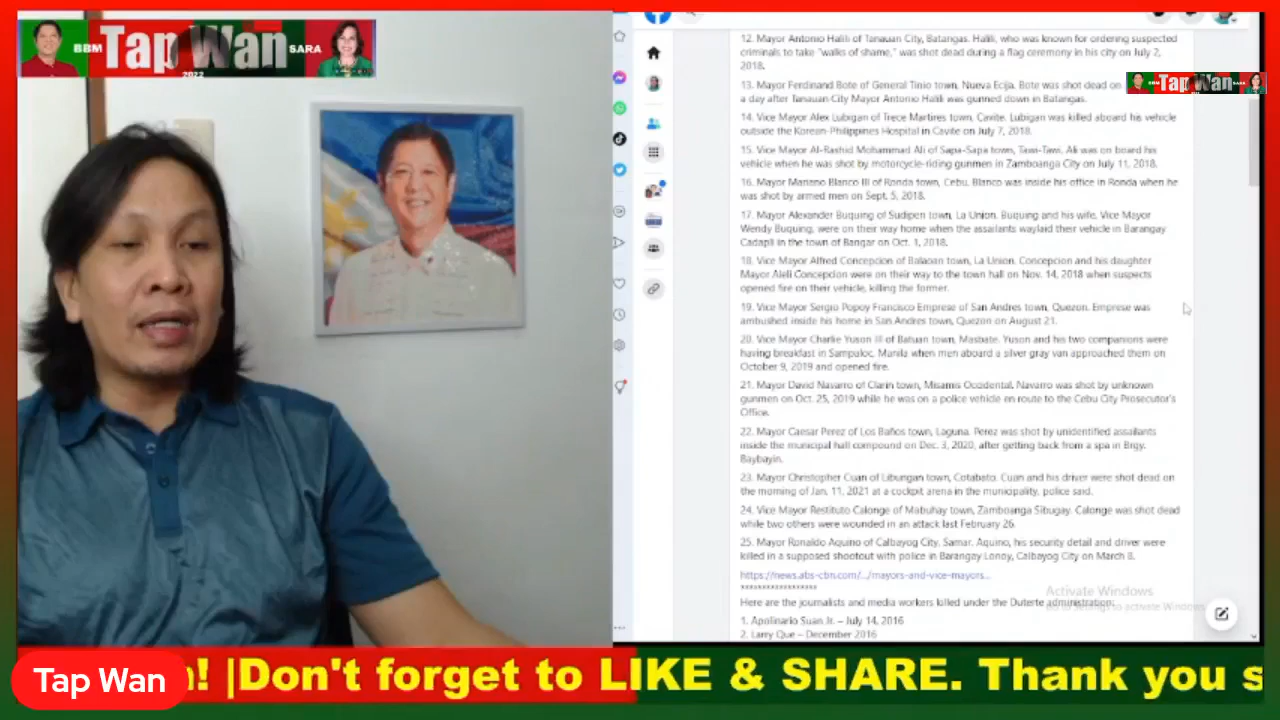 BBM Tap Wan SARA
2022
Tap Wan
12. Mayor Antonio Halili of Tanauan City, Batangas. Halili, who was known for ordering suspected
criminals to take "walks of shame," was shot dead during a flag ceremony in his city on July 2,
2018.
13. Mayor Ferdinand Bote of General Tinio town, Nueva Ecija. Bote was shot dead on
a day after Tanauan City Mayor Antonio Halili was gunned down in Batangas.
14. Vice Mayor Alex Lubigan of Trece Martires town, Cavite. Lubigan was killed aboard his vehicle
outside the Korean-Philippines Hospital in Cavite on July 7, 2018.
15. Vice Mayor Al-Rashid Mohammad Ali of Sapa-Sapa town, Tawi-Tawi. Ali was on board his
vehicle when he was shot by motorcycle-riding gunmen in Zamboanga City on July 11, 2018.
16. Mayor Mariano Blanco III of Ronda town, Cebu. Blanco was inside his office in Ronda when he
was shot by armed men on Sept. 5, 2018.
17. Mayor Alexander Buquing of Sudipen town, La Union. Buquing and his wife, Vice Mayor
Wendy Buquing, were on their way home when the assailants waylaid their vehicle in Barangay
Cadapli in the town of Bangar on Oct. 1, 2018.
18. Vice Mayor Alfred Concepcion of Balaoan town, La Union. Concepcion and his daughter
Mayor Aleli Concepcion were on their way to the town hall on Nov. 14, 2018 when suspects
opened fire on their vehicle, killing the former.
19. Vice Mayor Sergio Popoy Francisco Emprese of San Andres town, Quezon. Emprese was
ambushed inside his home in San Andres town, Quezon on August 21.
20. Vice Mayor Charlie Yuson III of Batuan town, Masbate. Yuson and his two companions were
having breakfast in Sampaloc, Manila when men aboard a silver gray van approached them on
October 9, 2019 and opened fire.
21. Mayor David Navarro of Clarin town, Misamis Occidental. Navarro was shot by unknown
gunmen on Oct. 25, 2019 while he was on a police vehicle en route to the Cebu City Prosecutor's
Office.
22. Mayor Caesar Perez of Los Baños town, Laguna. Perez was shot by unidentified assailants
inside the municipal hall compound on Dec. 3, 2020, after getting back from a spa in Brgy.
Baybayin.
23. Mayor Christopher Cuan of Libungan town, Cotabato. Cuan and his driver were shot dead on
the morning of Jan. 11, 2021 at a cockpit arena in the municipality, police said.
24. Vice Mayor Restituto Calonge of Mabuhay town, Zamboanga Sibugay. Calonge was shot dead
while two others were wounded in an attack last February 26.
25. Mayor Ronaldo Aquino of Calbayog City, Samar. Aquino, his security detail and driver were
killed in a supposed shootout with police in Barangay Lonoy, Calbayog City on March 8.
https://news.abs-cbn.com/../mayors-and-vice-mayors...
******************
Activate Windows
Go to Settings to activate Windows
Here are the journalists and media workers killed under the Duterte administration:
1. Apolinario Suan Jr. – July 14, 2016
2. Larry Que – December 2016
n! |Don't forget to LIKE & SHARE. Thank you s
Tap Wan